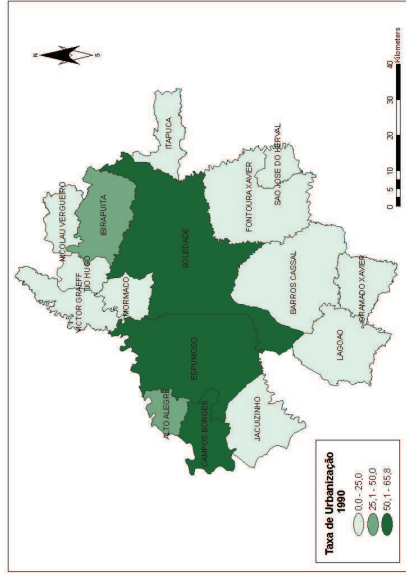 N
S
NICOLAU VERGUEIRO
VICTOR GRAEFF
TIO HUGO
IBIRAPUITA
ITAPUCA
MORMACO
SOLEDADE
ESPUMOSO
ALTO ALEGRE
CAMPOS BORGES
FONTOURA XAVIER
SAO JOSE DO HERVAL
JACUIZINHO
BARROS CASSAL
LAGOAO
GRAMADO XAVIER
Taxa de Urbanização
1990
0,0 - 25,0
25,1 - 50,0
50,1 - 65,8
0 5 10 20 30 40
Kilometers